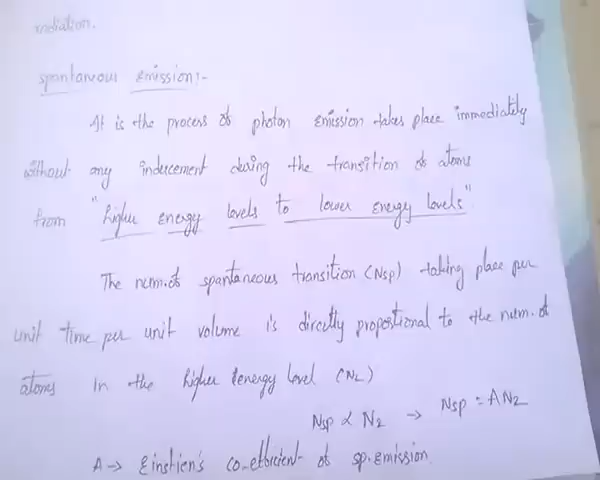 radiation.
spontaneous emission:-
It is the process of photon emission takes place immediately
without any inducement during the transition of atoms
from "higher energy levels to lower energy levels"
The num.of spontaneous transition (Nsp) taking place per
unit time per unit volume is directly propotional to the num.of
atoms in the higher energy level (N2)
Nsp ∝ N2 → Nsp = AN2
A → Einstien's co-efficient of sp.emission